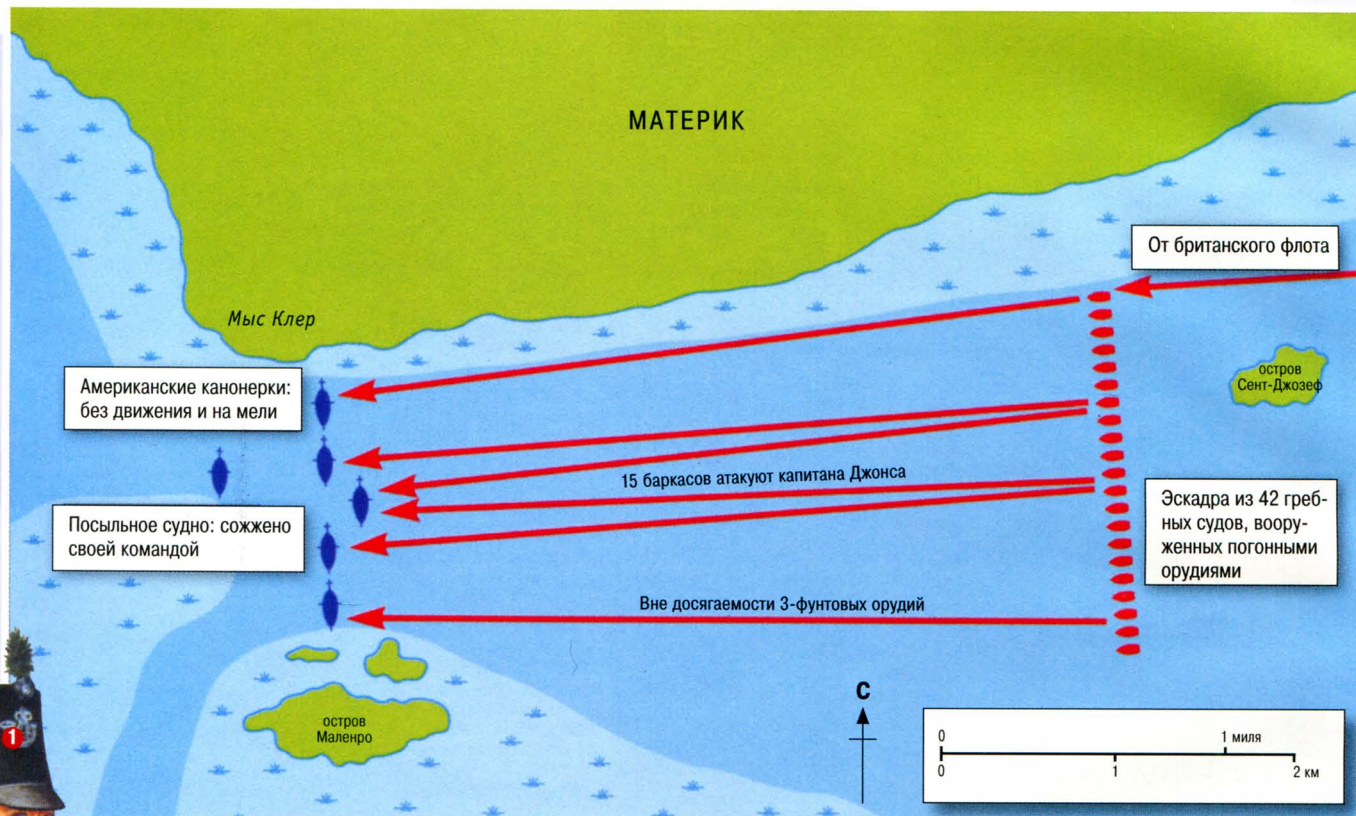 МАТЕРИК
От британского флота
Мыс Клер
остров
Сент-Джозеф
Американские канонерки:
без движения и на мели
15 баркасов атакуют капитана Джонса
Эскадра из 42 греб-
ных судов, воору-
женных погонными
орудиями
Посыльное судно: сожжено
своей командой
Вне досягаемости 3-фунтовых орудий
С
остров
Маленро
0 1 миля
0 1 2 км
1